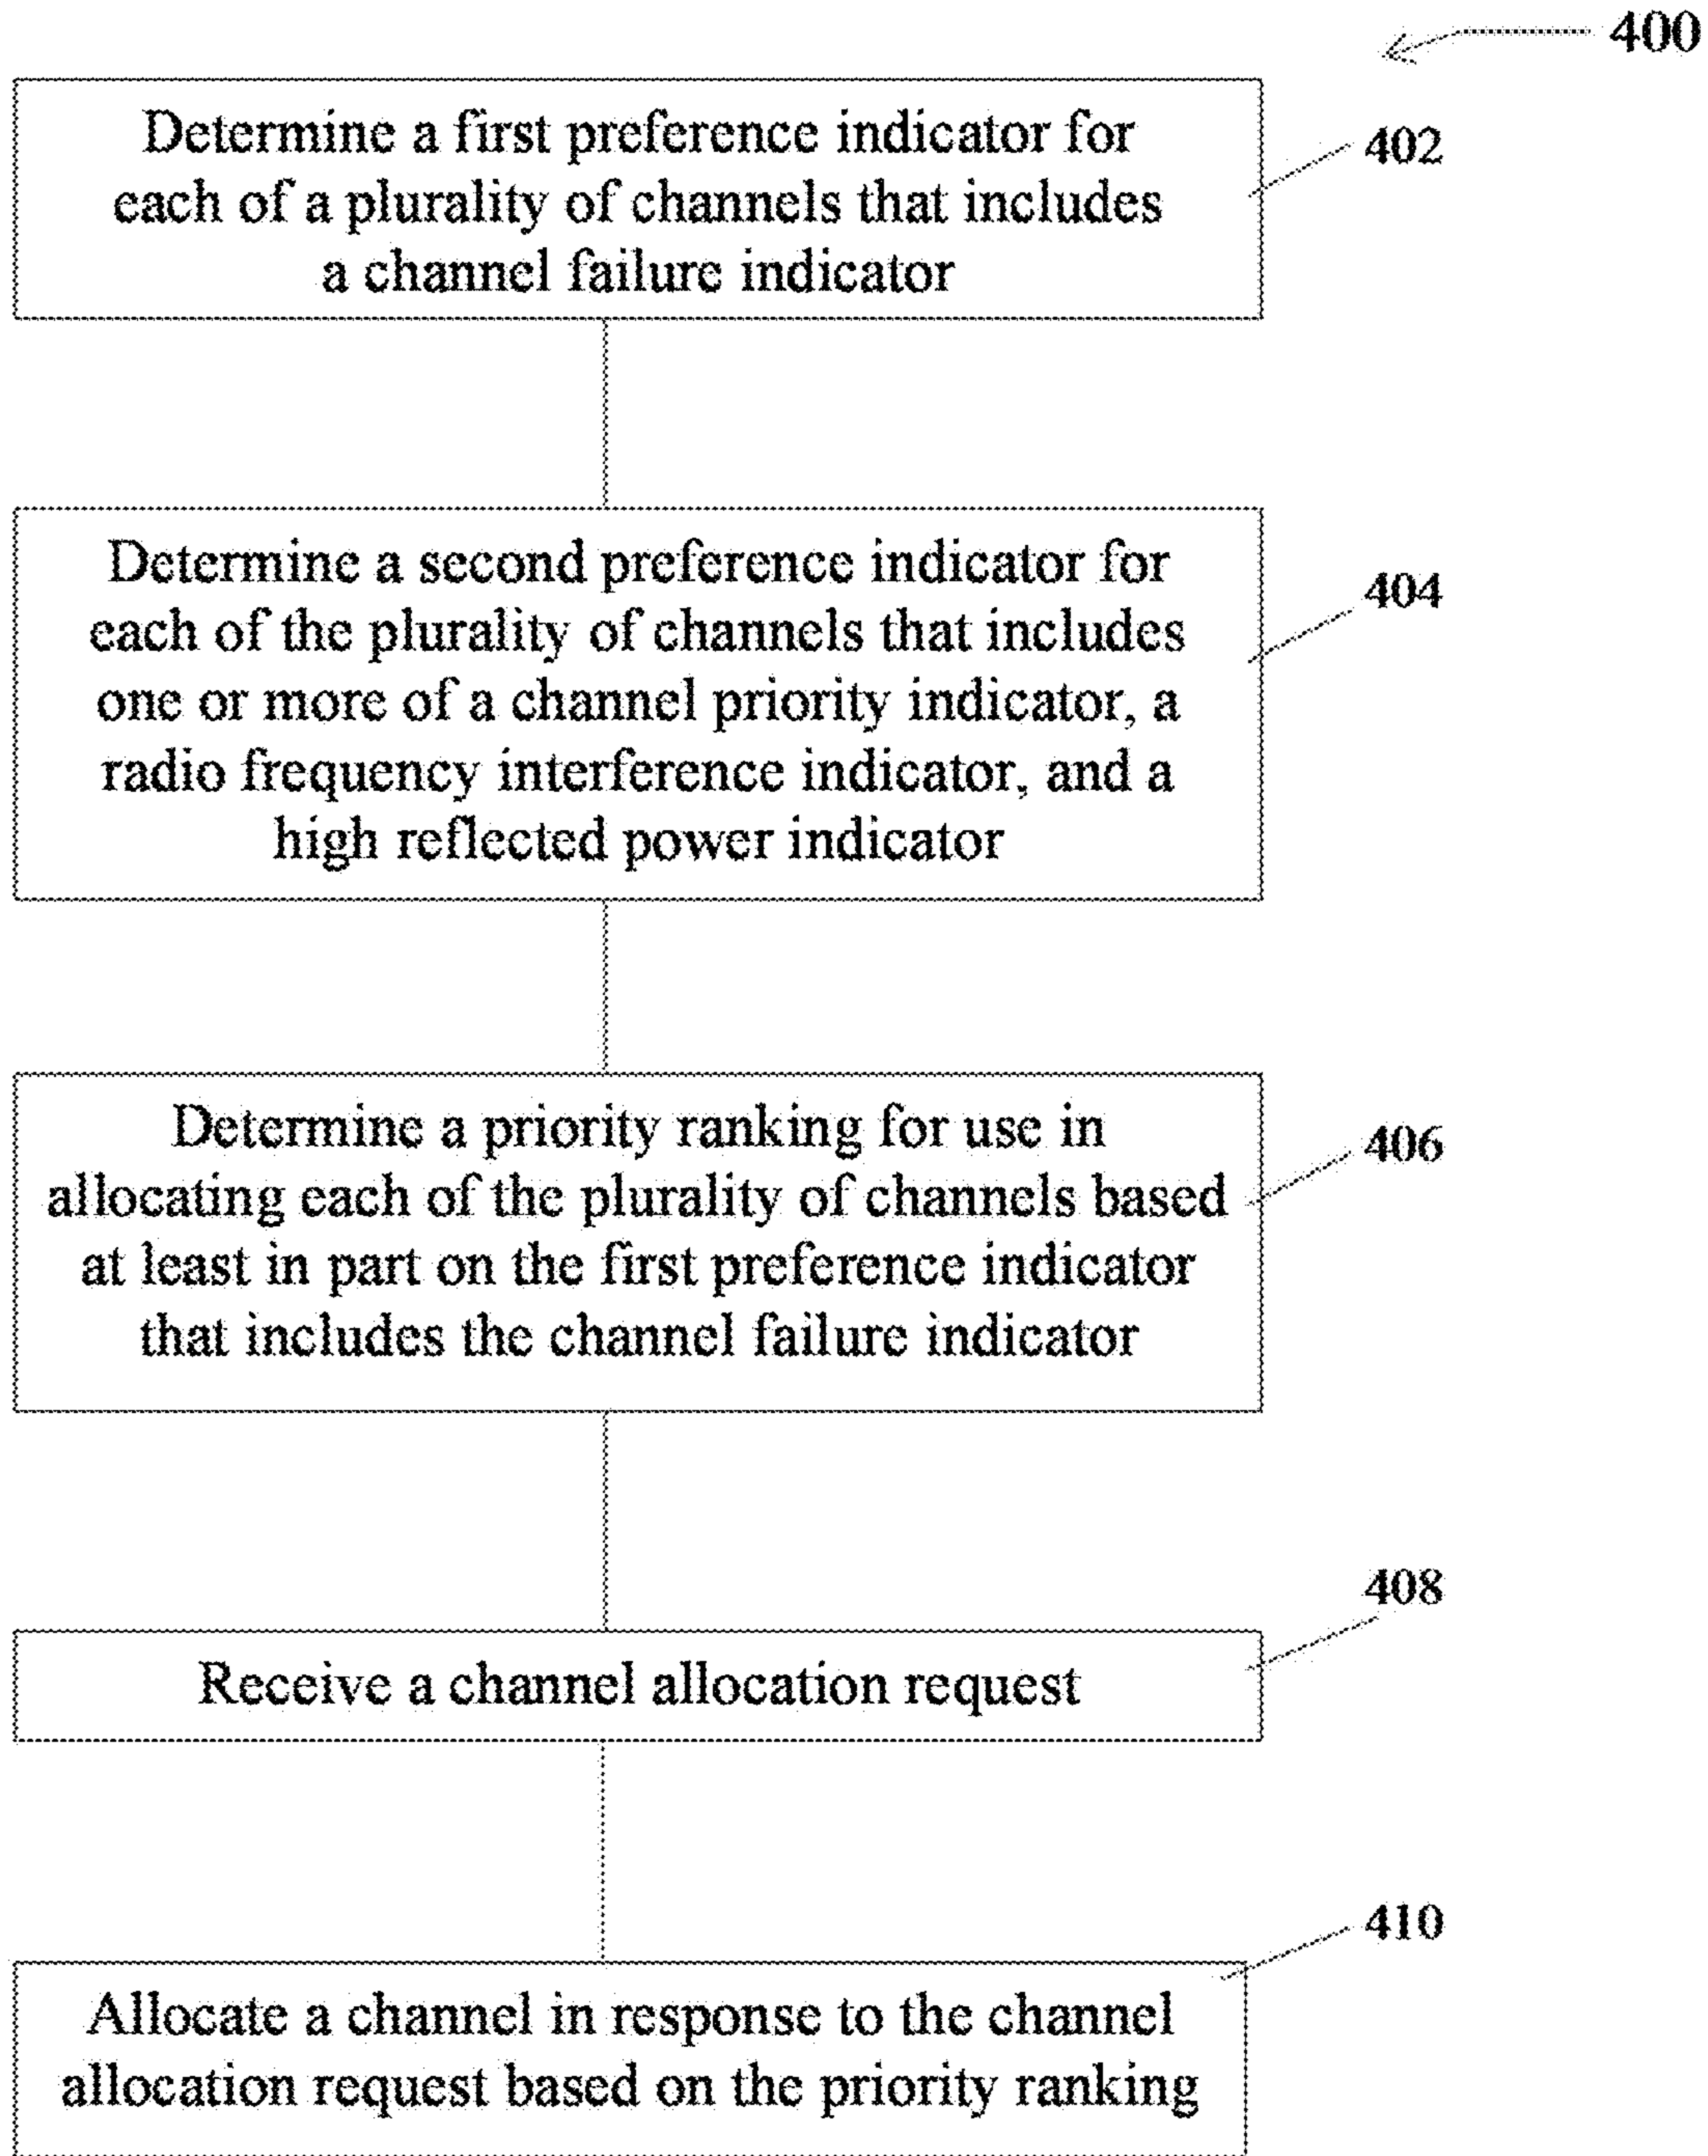 400
Determine a first preference indicator for
each of a plurality of channels that includes
a channel failure indicator
402
Determine a second preference indicator for
each of the plurality of channels that includes
one or more of a channel priority indicator, a
radio frequency interference indicator, and a
high reflected power indicator
404
Determine a priority ranking for use in
allocating each of the plurality of channels based
at least in part on the first preference indicator
that includes the channel failure indicator
406
Receive a channel allocation request
408
Allocate a channel in response to the channel
allocation request based on the priority ranking
410